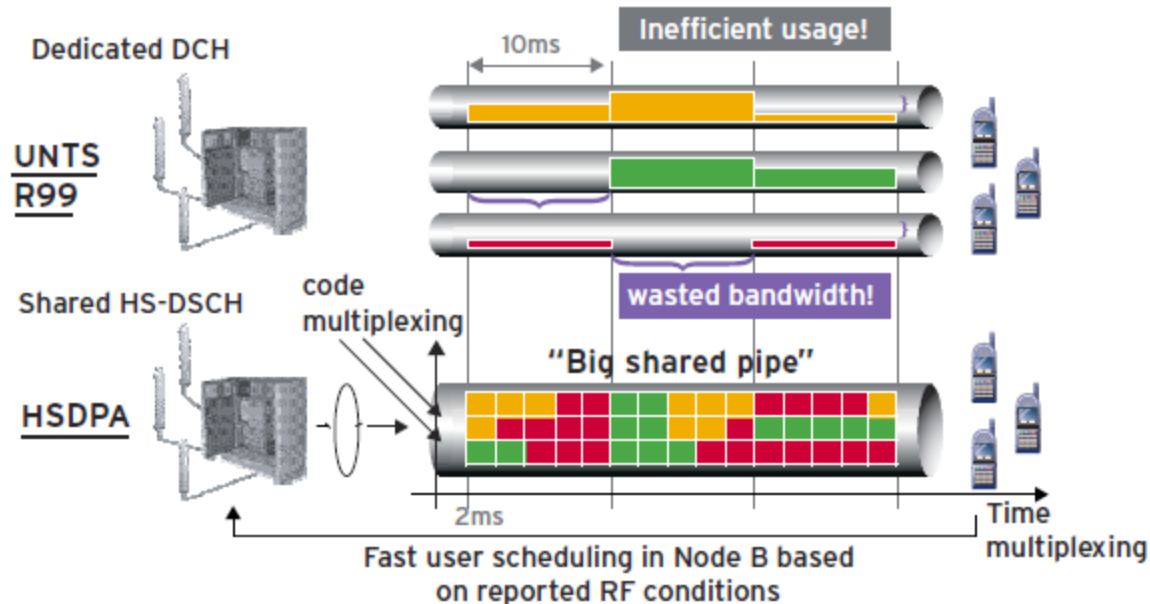 Inefficient usage!
Dedicated DCH
10ms
UNTS
R99
wasted bandwidth!
Shared HS-DSCH
code
multiplexing
“Big shared pipe”
HSDPA
2ms
Time
multiplexing
Fast user scheduling in Node B based
on reported RF conditions